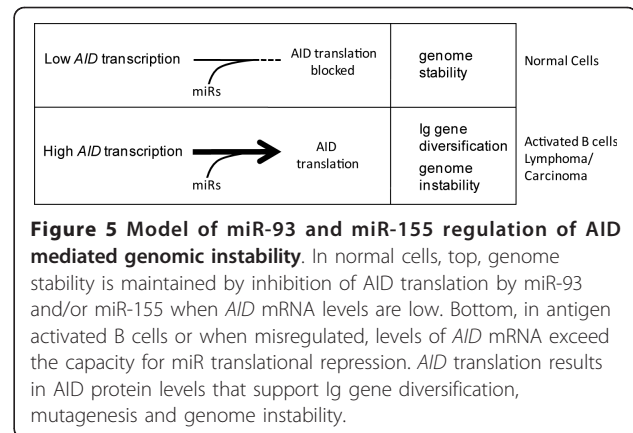 Low AID transcription
miRs
AID translation
blocked
genome
stability
Normal Cells
High AID transcription
miRs
AID
translation
Ig gene
diversification
genome
instability
Activated B cells
Lymphoma/
Carcinoma
Figure 5 Model of miR-93 and miR-155 regulation of AID
mediated genomic instability. In normal cells, top, genome
stability is maintained by inhibition of AID translation by miR-93
and/or miR-155 when AID mRNA levels are low. Bottom, in antigen
activated B cells or when misregulated, levels of AID mRNA exceed
the capacity for miR translational repression. AID translation results
in AID protein levels that support Ig gene diversification,
mutagenesis and genome instability.